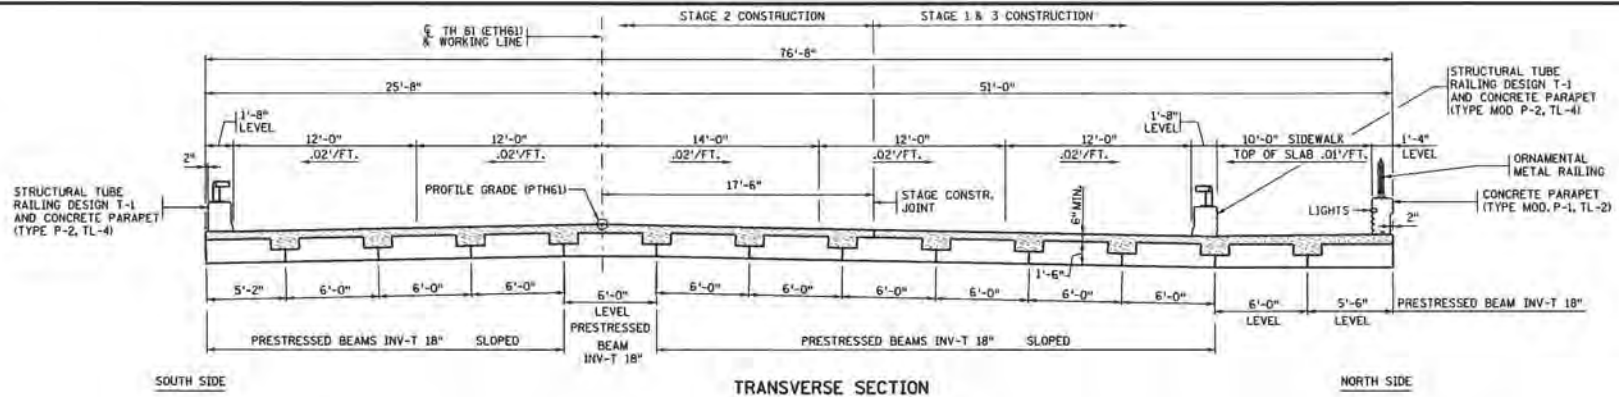 STAGE 2 CONSTRUCTION
STAGE 1 & 3 CONSTRUCTION
℄ TH 61 (ETH61)
& WORKING LINE
76'-8"
25'-8"
51'-0"
STRUCTURAL TUBE
RAILING DESIGN T-1
AND CONCRETE PARAPET
(TYPE MOD P-2, TL-4)
1'-8"
LEVEL
12'-0"
.02'/FT.
12'-0"
.02'/FT.
14'-0"
.02'/FT.
12'-0"
.02'/FT.
12'-0"
.02'/FT.
1'-8"
LEVEL
10'-0" SIDEWALK
TOP OF SLAB .01'/FT.
1'-4"
LEVEL
2"
ORNAMENTAL
METAL RAILING
STRUCTURAL TUBE
RAILING DESIGN T-1
AND CONCRETE PARAPET
(TYPE P-2, TL-4)
PROFILE GRADE (PTH61)
17'-6"
STAGE CONSTR.
JOINT
6" MIN.
LIGHTS
CONCRETE PARAPET
(TYPE MOD. P-1, TL-2)
2"
1'-6"
5'-2"
6'-0"
6'-0"
6'-0"
6'-0"
LEVEL
PRESTRESSED
BEAM
INV-T 18"
6'-0"
6'-0"
6'-0"
6'-0"
6'-0"
6'-0"
6'-0"
LEVEL
5'-6"
LEVEL
PRESTRESSED BEAM INV-T 18"
PRESTRESSED BEAMS INV-T 18" SLOPED
PRESTRESSED BEAMS INV-T 18" SLOPED
SOUTH SIDE
TRANSVERSE SECTION
NORTH SIDE